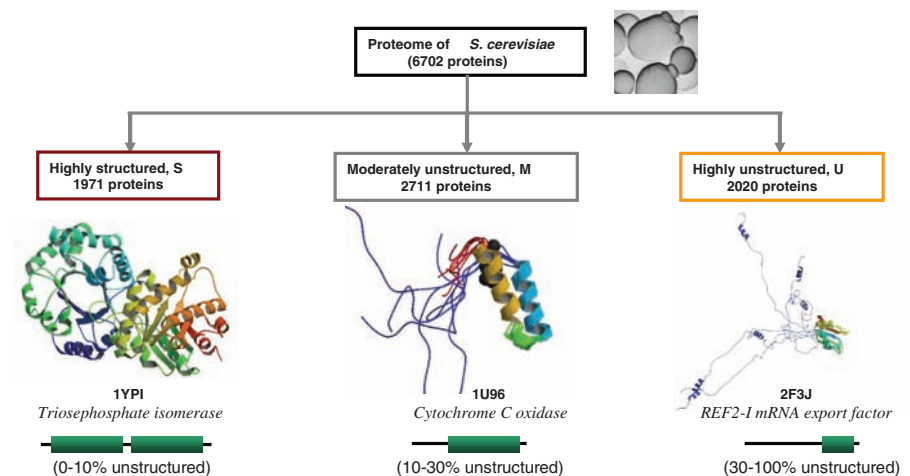 Proteome of S. cerevisiae
(6702 proteins)
Highly structured, S
1971 proteins
Moderately unstructured, M
2711 proteins
Highly unstructured, U
2020 proteins
1YPI
Triosephosphate isomerase
(0-10% unstructured)
1U96
Cytochrome C oxidase
(10-30% unstructured)
2F3J
REF2-I mRNA export factor
(30-100% unstructured)